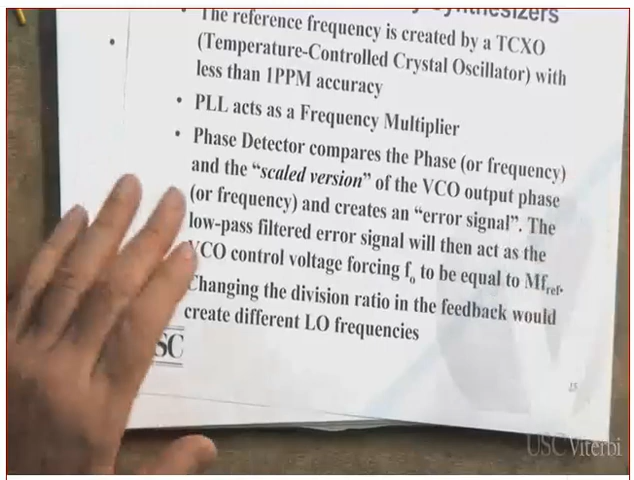 Synthesizers
• The reference frequency is created by a TCXO
(Temperature-Controlled Crystal Oscillator) with
less than 1PPM accuracy
• PLL acts as a Frequency Multiplier
• Phase Detector compares the Phase (or frequency)
and the “scaled version” of the VCO output phase
(or frequency) and creates an “error signal”. The
low-pass filtered error signal will then act as the
VCO control voltage forcing fo to be equal to Mfref.
Changing the division ratio in the feedback would
create different LO frequencies
SC
25
USC Viterbi